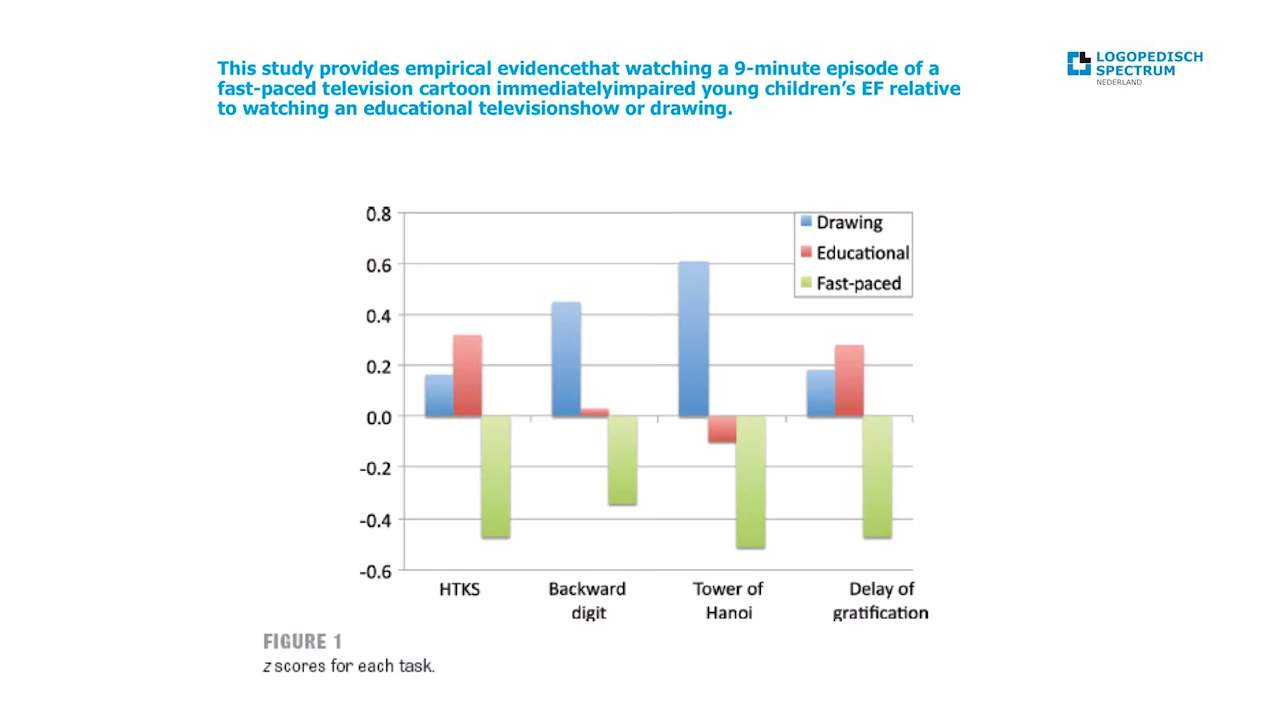 This study provides empirical evidencethat watching a 9-minute episode of a
fast-paced television cartoon immediatelyimpaired young children's EF relative
to watching an educational televisionshow or drawing.
LOGOPEDISCH
SPECTRUM
NEDERLAND
0.8
0.6
0.4
0.2
0.0
-0.2
-0.4
-0.6
Drawing
Educational
Fast-paced
HTKS
Backward
digit
Tower of
Hanoi
Delay of
gratification
FIGURE 1
z scores for each task.